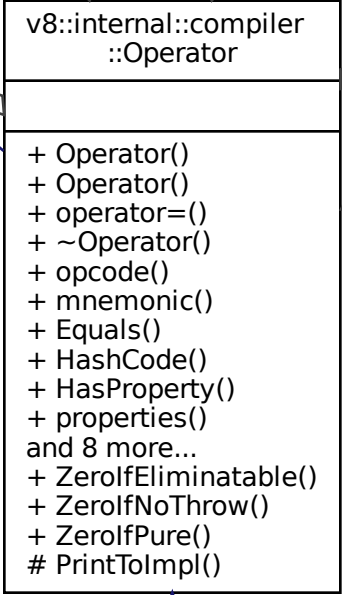 v8::internal::compiler
::Operator
+ Operator()
+ Operator()
+ operator=()
+ ~Operator()
+ opcode()
+ mnemonic()
+ Equals()
+ HashCode()
+ HasProperty()
+ properties()
and 8 more...
+ ZeroIfEliminatable()
+ ZeroIfNoThrow()
+ ZeroIfPure()
# PrintToImpl()